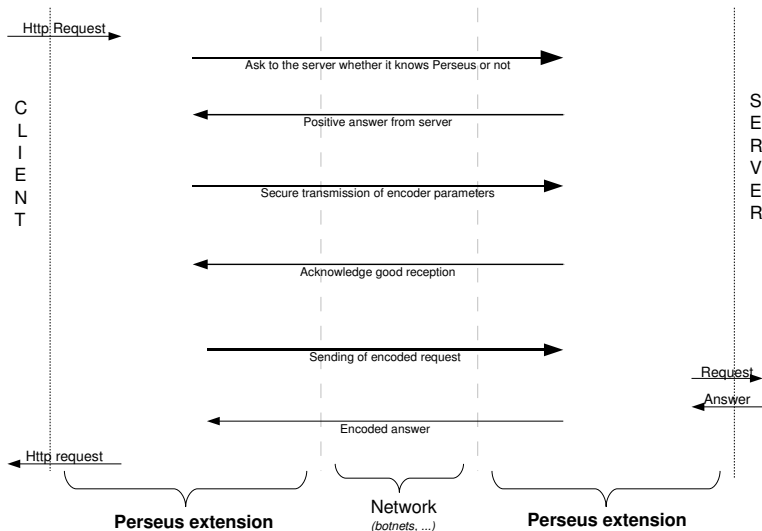 Http Request
Ask to the server whether it knows Perseus or not
CLIENT
SERVER
Positive answer from server
Secure transmission of encoder parameters
Acknowledge good reception
Sending of encoded request
Request
Answer
Encoded answer
Http request
Perseus extension
Network
(botnets, ...)
Perseus extension